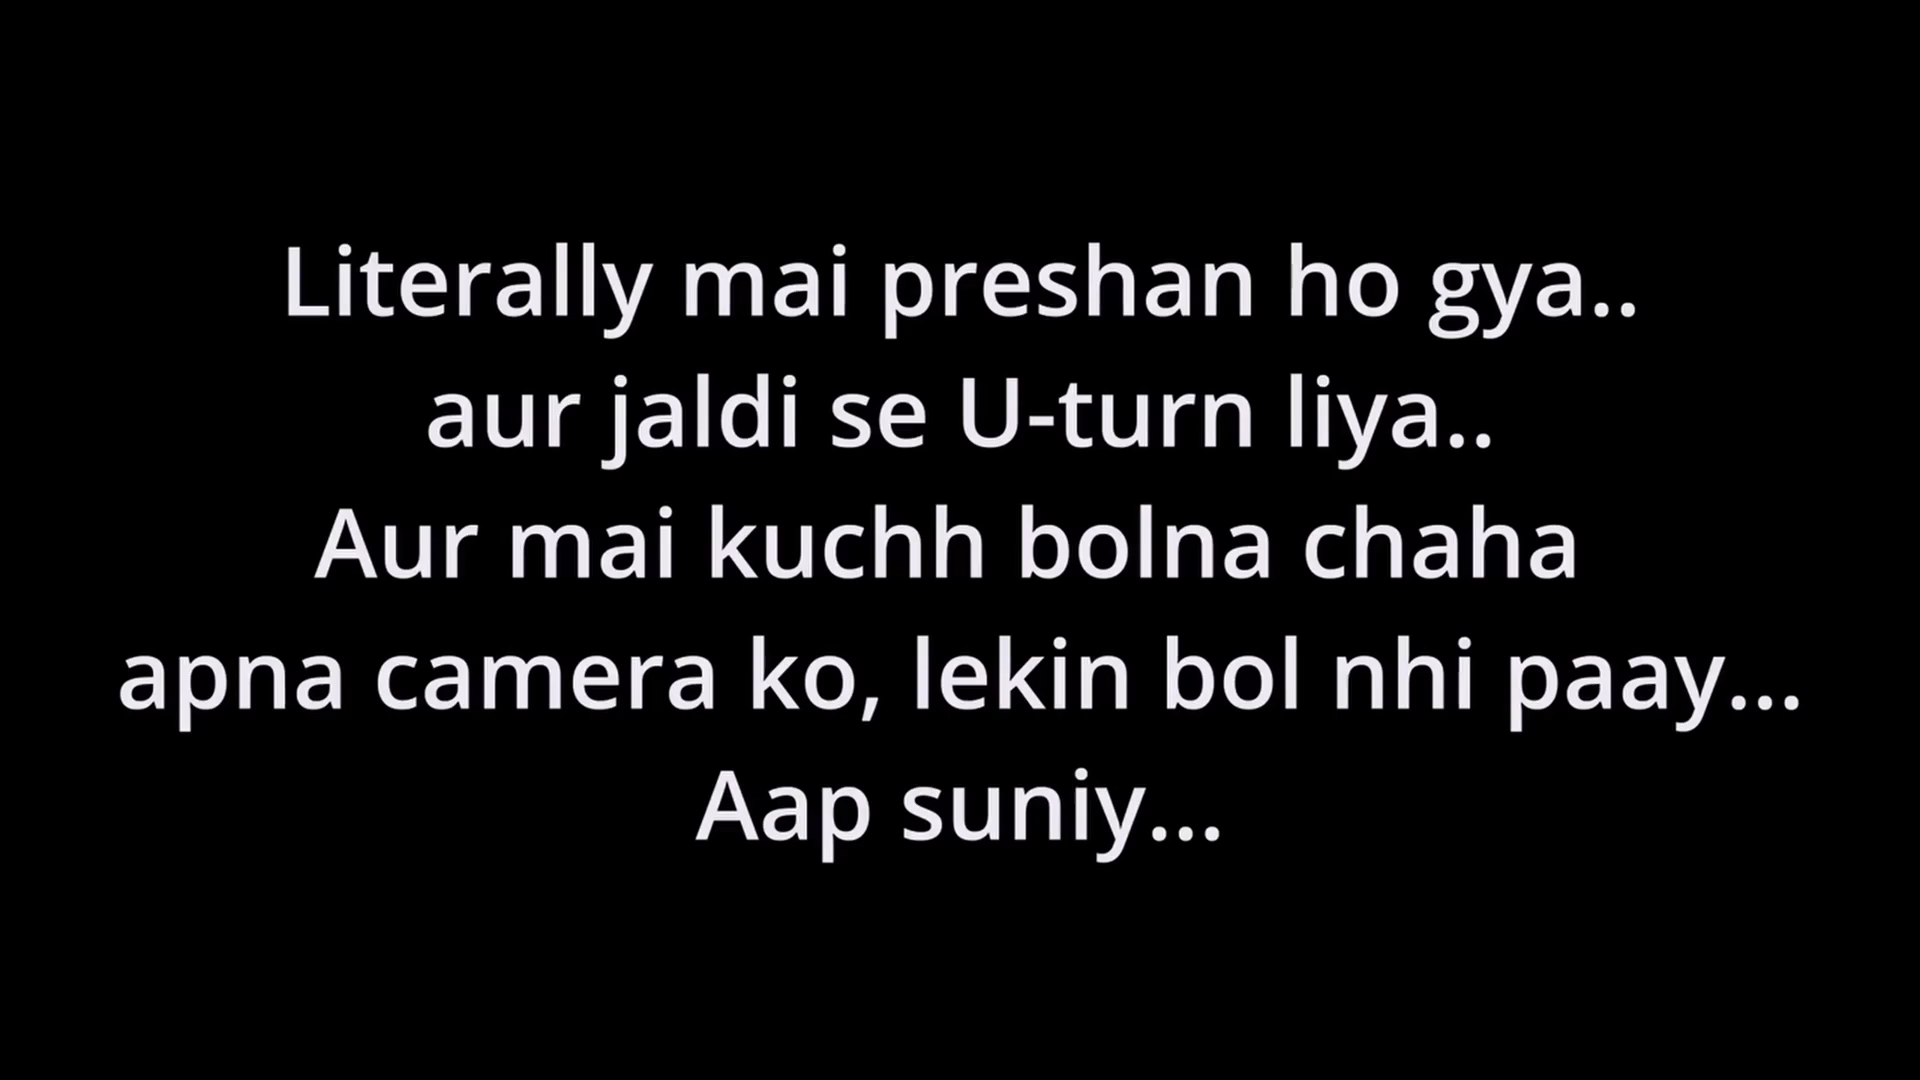 Literally mai preshan ho gya..
aur jaldi se U-turn liya..
Aur mai kuchh bolna chaha
apna camera ko, lekin bol nhi paay...
Aap suniy...